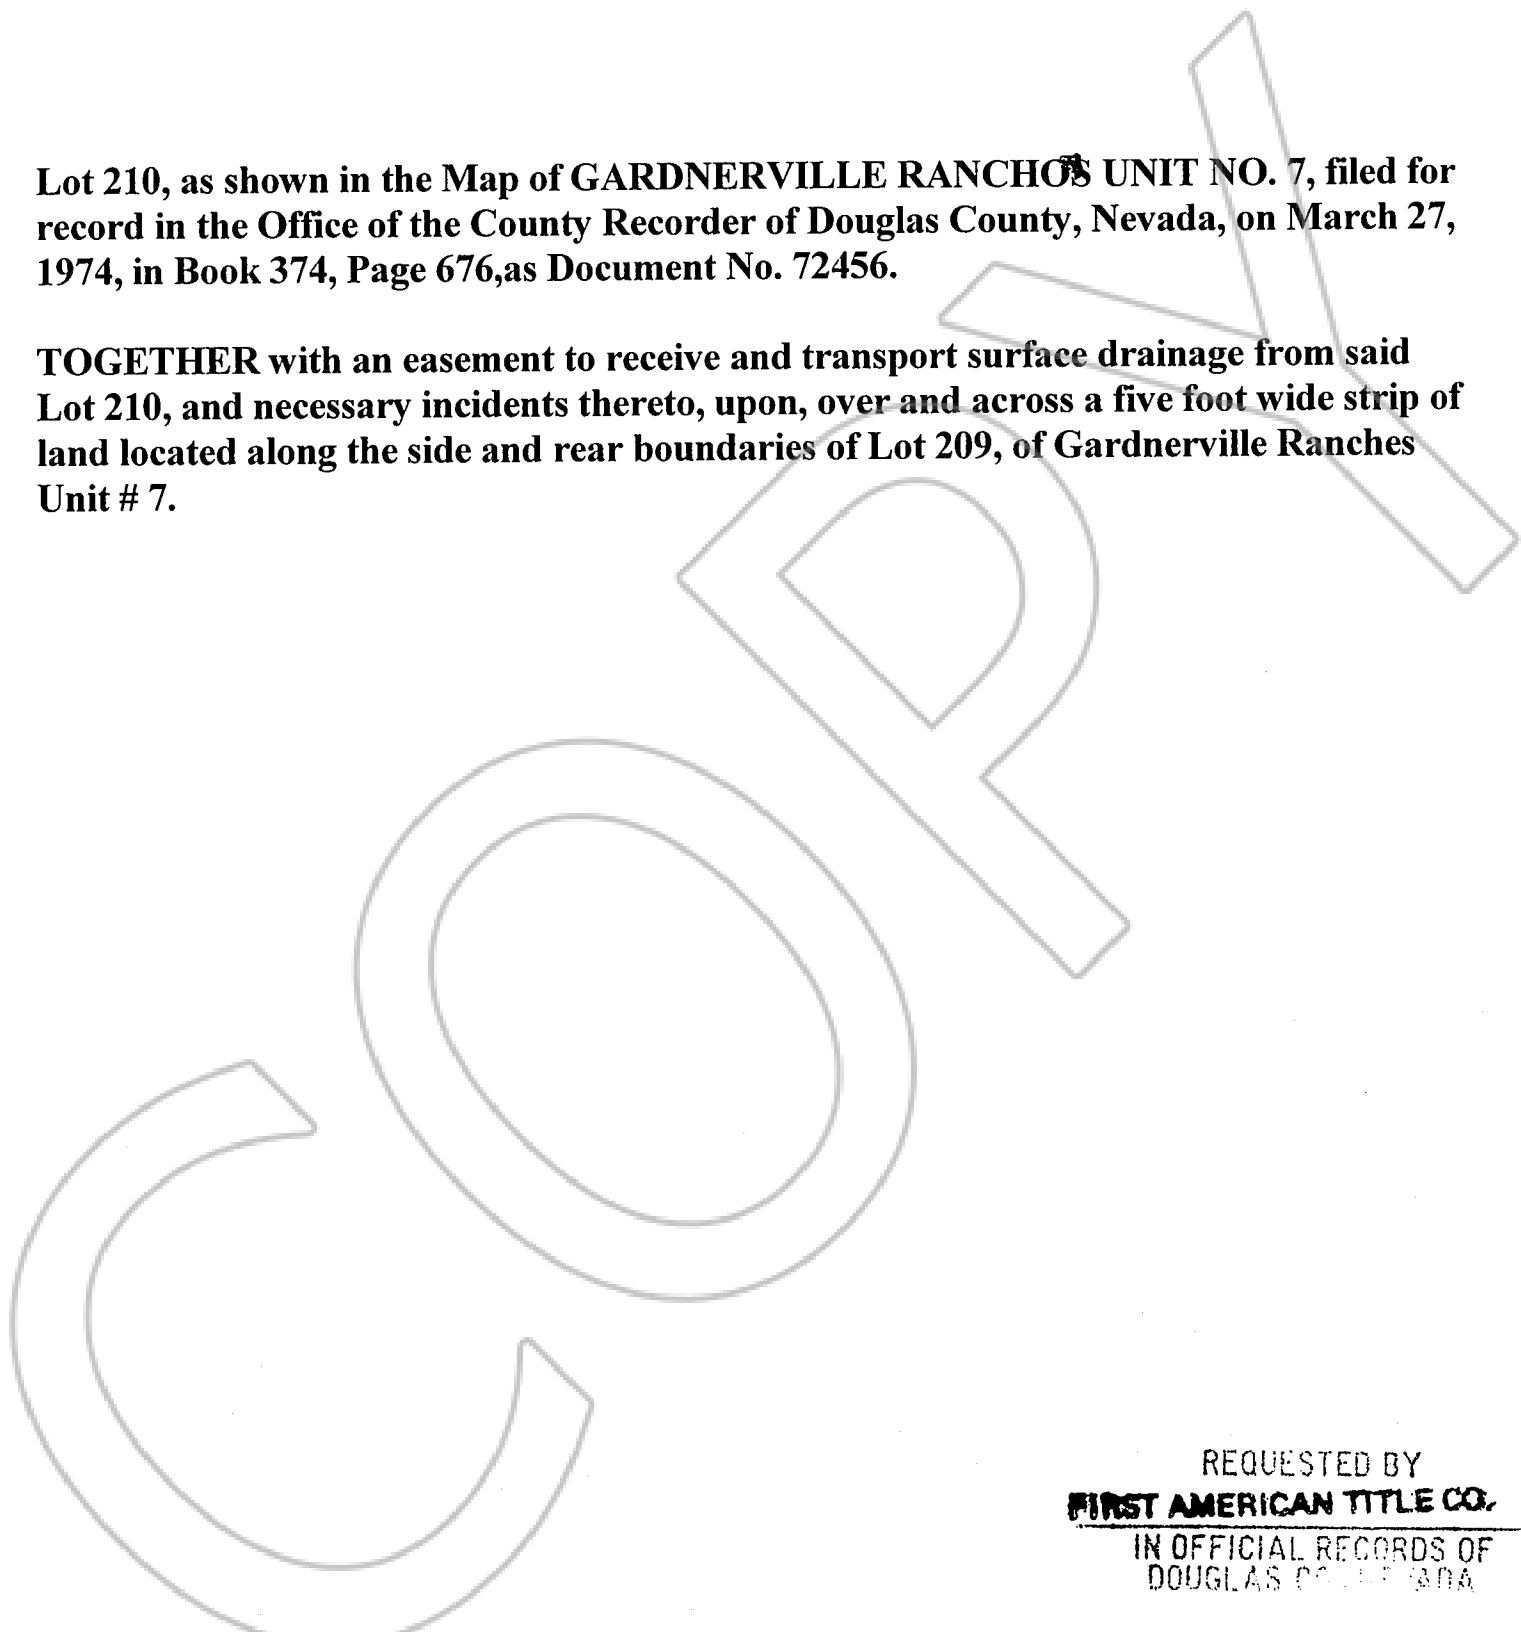 Lot 210, as shown in the Map of GARDNERVILLE RANCHOS UNIT NO. 7, filed for
record in the Office of the County Recorder of Douglas County, Nevada, on March 27,
1974, in Book 374, Page 676,as Document No. 72456.
TOGETHER with an easement to receive and transport surface drainage from said
Lot 210, and necessary incidents thereto, upon, over and across a five foot wide strip of
land located along the side and rear boundaries of Lot 209, of Gardnerville Ranches
Unit # 7.
COPY
REQUESTED BY
FIRST AMERICAN TITLE CO.
IN OFFICIAL RECORDS OF
DOUGLAS